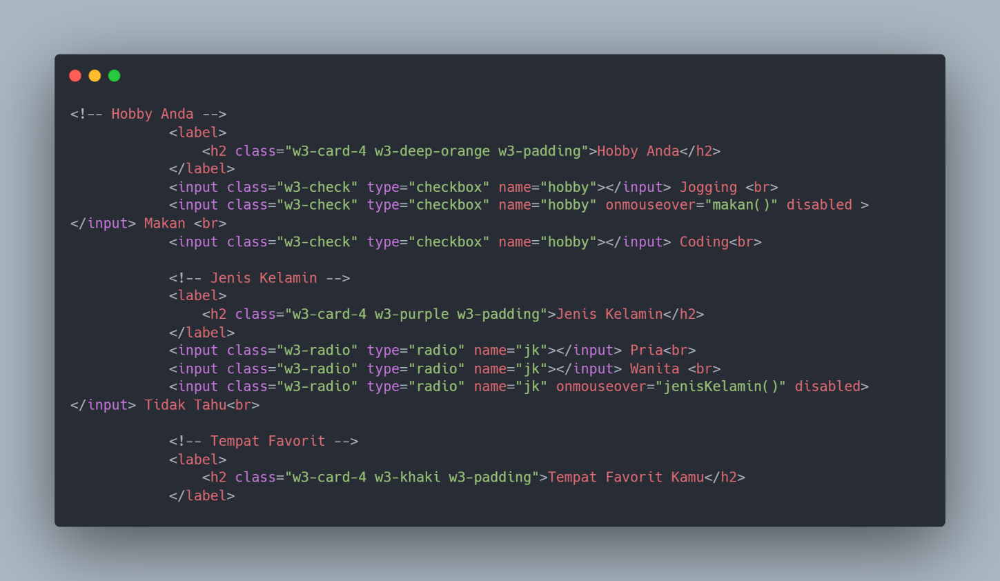 <!-- Hobby Anda -->
            <label>
                <h2 class="w3-card-4 w3-deep-orange w3-padding">Hobby Anda</h2>
            </label>
            <input class="w3-check" type="checkbox" name="hobby"></input> Jogging <br>
            <input class="w3-check" type="checkbox" name="hobby" onmouseover="makan()" disabled >
</input> Makan <br>
            <input class="w3-check" type="checkbox" name="hobby"></input> Coding<br>

            <!-- Jenis Kelamin -->
            <label>
                <h2 class="w3-card-4 w3-purple w3-padding">Jenis Kelamin</h2>
            </label>
            <input class="w3-radio" type="radio" name="jk"></input> Pria<br>
            <input class="w3-radio" type="radio" name="jk"></input> Wanita <br>
            <input class="w3-radio" type="radio" name="jk" onmouseover="jenisKelamin()" disabled>
</input> Tidak Tahu<br>

            <!-- Tempat Favorit -->
            <label>
                <h2 class="w3-card-4 w3-khaki w3-padding">Tempat Favorit Kamu</h2>
            </label>